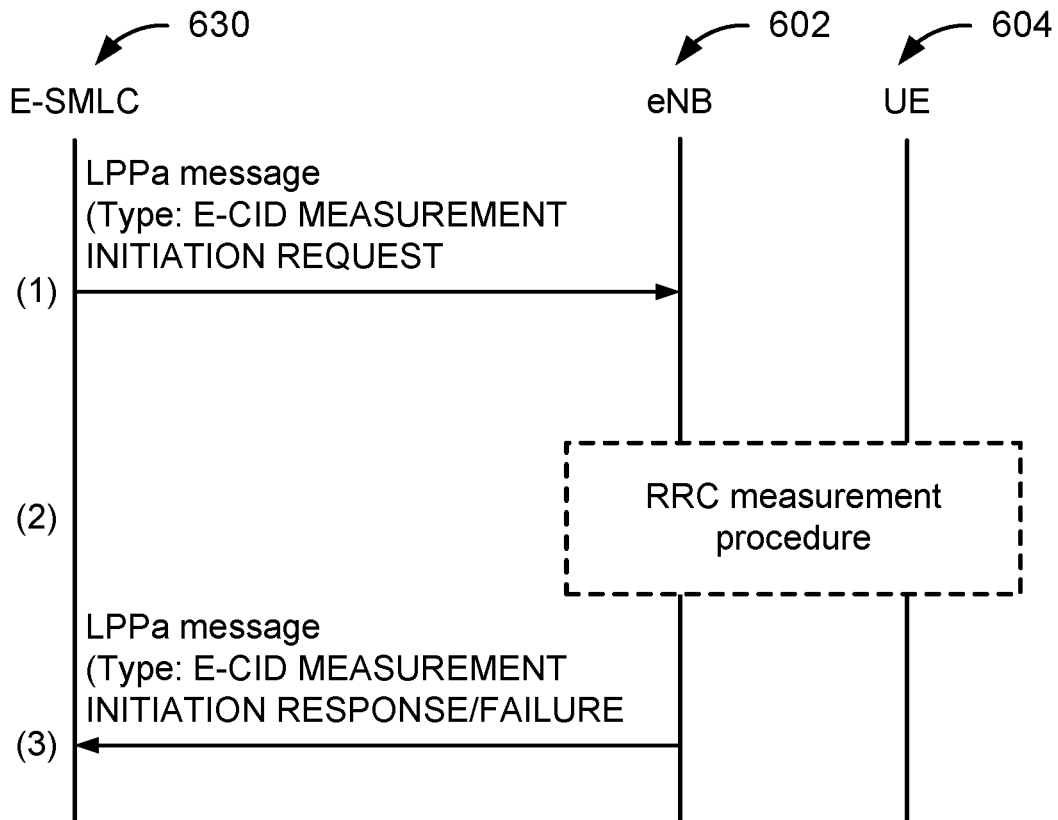 630
602
604
E-SMLC
eNB
UE
LPPa message
(Type: E-CID MEASUREMENT
INITIATION REQUEST
(1)
RRC measurement
procedure
(2)
LPPa message
(Type: E-CID MEASUREMENT
INITIATION RESPONSE/FAILURE
(3)